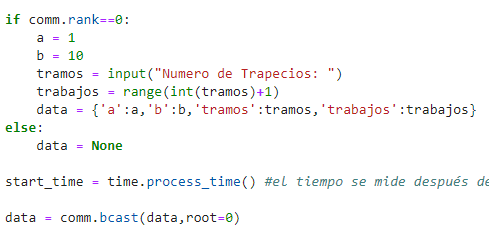 if comm.rank==0:
    a = 1
    b = 10
    tramos = input("Numero de Trapecios: ")
    trabajos = range(int(tramos)+1)
    data = {'a':a,'b':b,'tramos':tramos,'trabajos':trabajos}
else:
    data = None
start_time = time.process_time() #el tiempo se mide después de
data = comm.bcast(data,root=0)